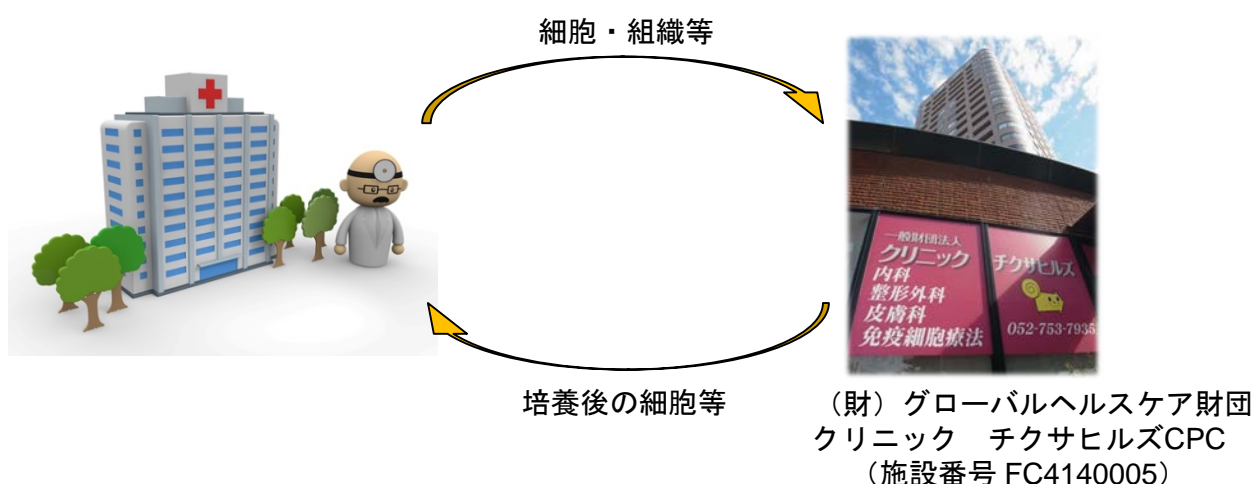 細胞・組織等
一般財団法人
クリニック
内科
整形外科
皮膚科
免疫細胞療法
チクサヒルズ
052-753-7935
培養後の細胞等
（財）グローバルヘルスケア財団
クリニック　チクサヒルズCPC
（施設番号 FC4140005）